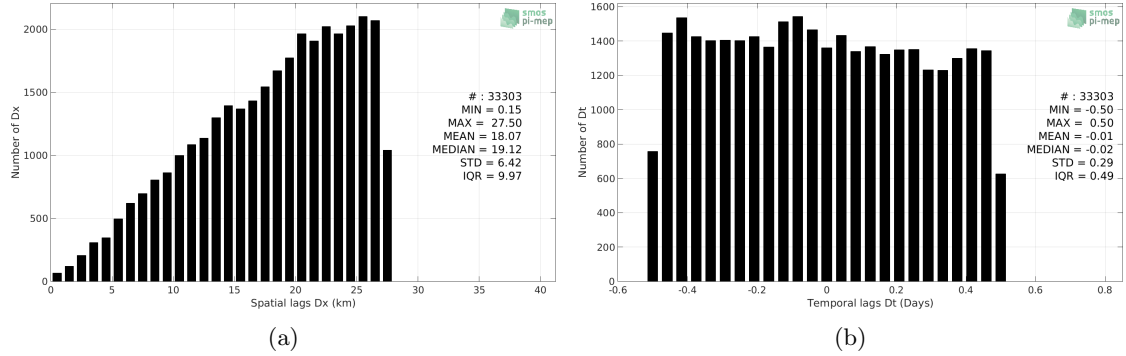 smos
pi-mep
2000
1500
1000
500
0
Number of Dx
# : 33303
MIN = 0.15
MAX = 27.50
MEAN = 18.07
MEDIAN = 19.12
STD = 6.42
IQR = 9.97
0 5 10 15 20 25 30 35 40
Spatial lags Dx (km)
(a)
smos
pi-mep
1600
1400
1200
1000
800
600
400
200
0
Number of Dt
# : 33303
MIN = -0.50
MAX = 0.50
MEAN = -0.01
MEDIAN = -0.02
STD = 0.29
IQR = 0.49
-0.6 -0.4 -0.2 0 0.2 0.4 0.6 0.8
Temporal lags Dt (Days)
(b)